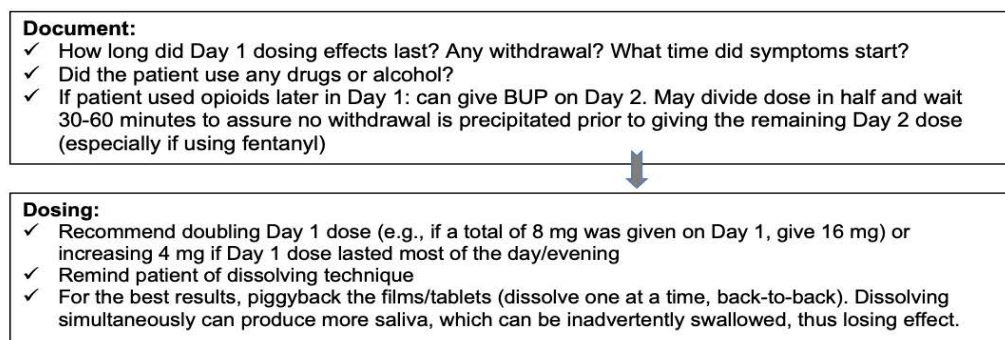 Document:
✓ How long did Day 1 dosing effects last? Any withdrawal? What time did symptoms start?
✓ Did the patient use any drugs or alcohol?
✓ If patient used opioids later in Day 1: can give BUP on Day 2. May divide dose in half and wait
30-60 minutes to assure no withdrawal is precipitated prior to giving the remaining Day 2 dose
(especially if using fentanyl)
Dosing:
✓ Recommend doubling Day 1 dose (e.g., if a total of 8 mg was given on Day 1, give 16 mg) or
increasing 4 mg if Day 1 dose lasted most of the day/evening
✓ Remind patient of dissolving technique
✓ For the best results, piggyback the films/tablets (dissolve one at a time, back-to-back). Dissolving
simultaneously can produce more saliva, which can be inadvertently swallowed, thus losing effect.